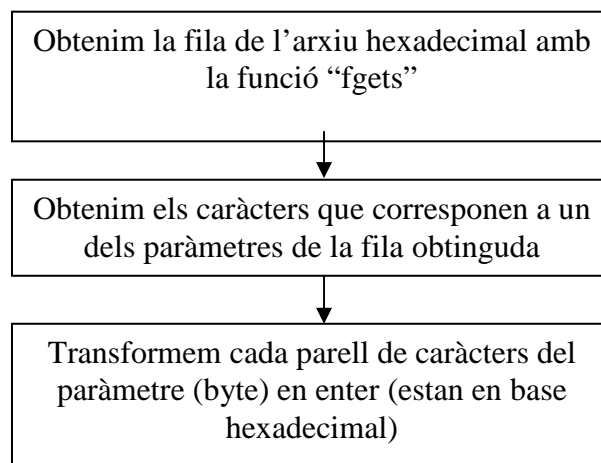 Obtenim la fila de l’arxiu hexadecimal amb
la funció “fgets”
Obtenim els caràcters que corresponen a un
dels paràmetres de la fila obtinguda
Transformem cada parell de caràcters del
paràmetre (byte) en enter (estan en base
hexadecimal)